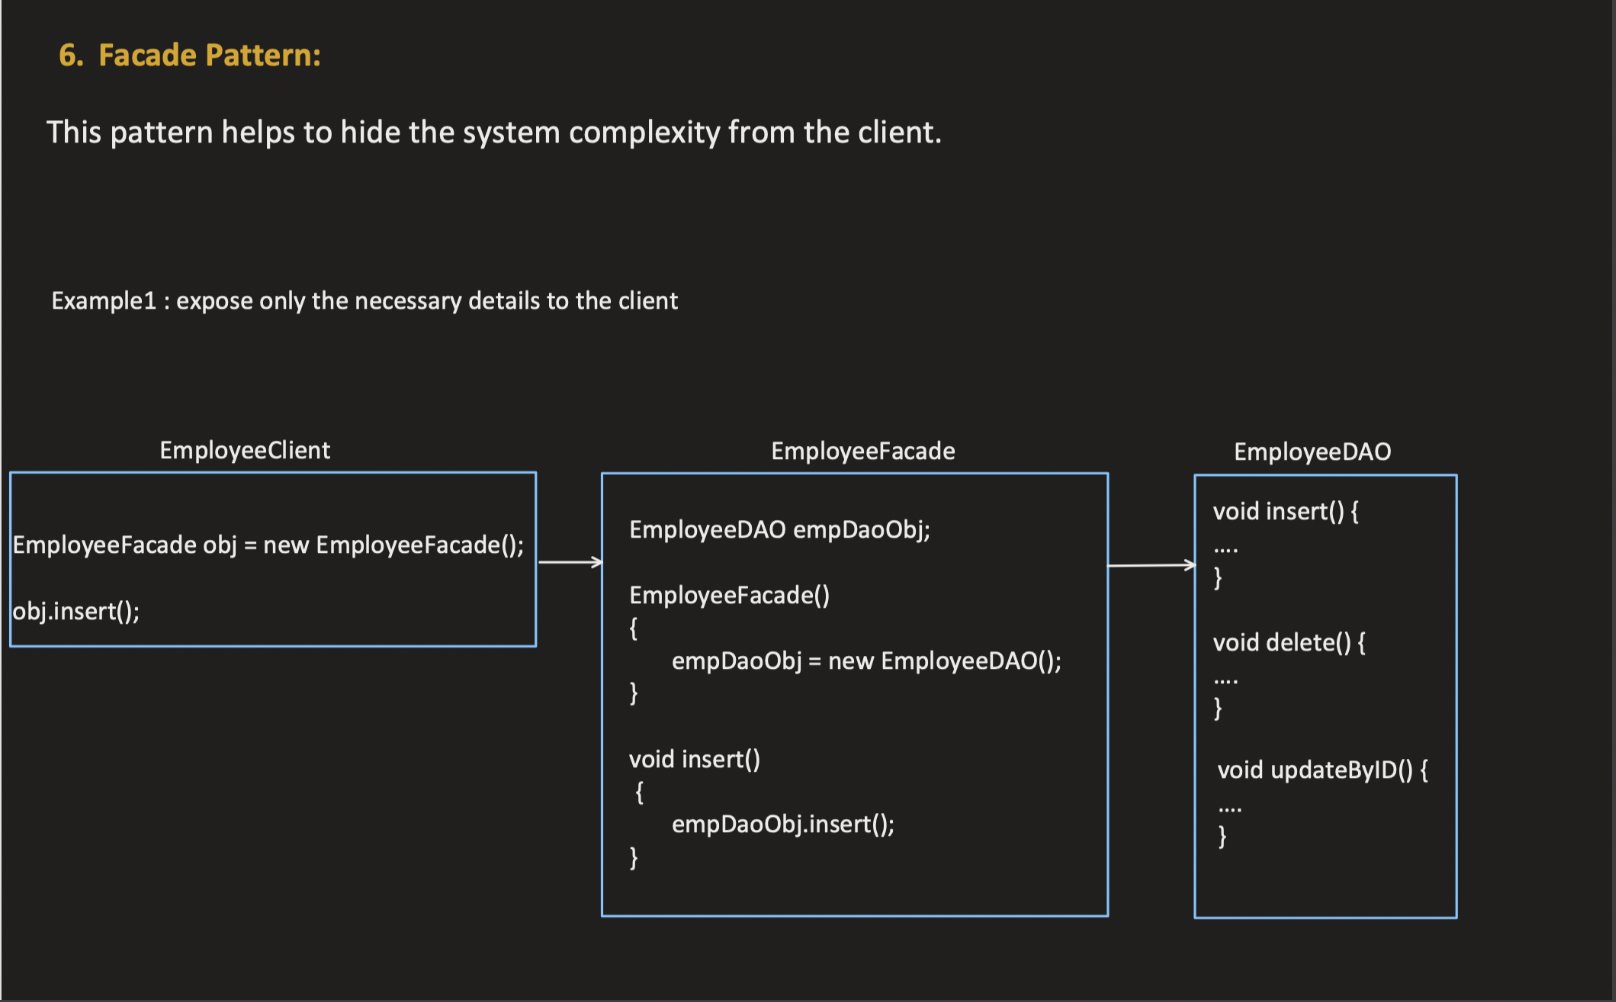 6. Facade Pattern:
This pattern helps to hide the system complexity from the client.
Example1 : expose only the necessary details to the client
EmployeeClient
EmployeeFacade obj = new EmployeeFacade();
obj.insert();
EmployeeFacade
EmployeeDAO empDaoObj;
EmployeeFacade()
{
empDaoObj = new EmployeeDAO();
}
void insert()
{
empDaoObj.insert();
}
EmployeeDAO
void insert() {
....
}
void delete() {
....
}
void updateByID() {
....
}